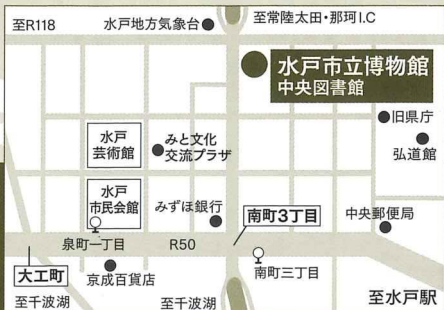 至R118
水戸地方気象台
至常陸太田・那珂I.C
水戸市立博物館
中央図書館
旧県庁
弘道館
水戸
芸術館
みと文化
交流プラザ
水戸
市民会館
みずほ銀行
南町3丁目
中央郵便局
泉町一丁目
R50
大工町
京成百貨店
南町三丁目
至千波湖
至千波湖
至水戸駅